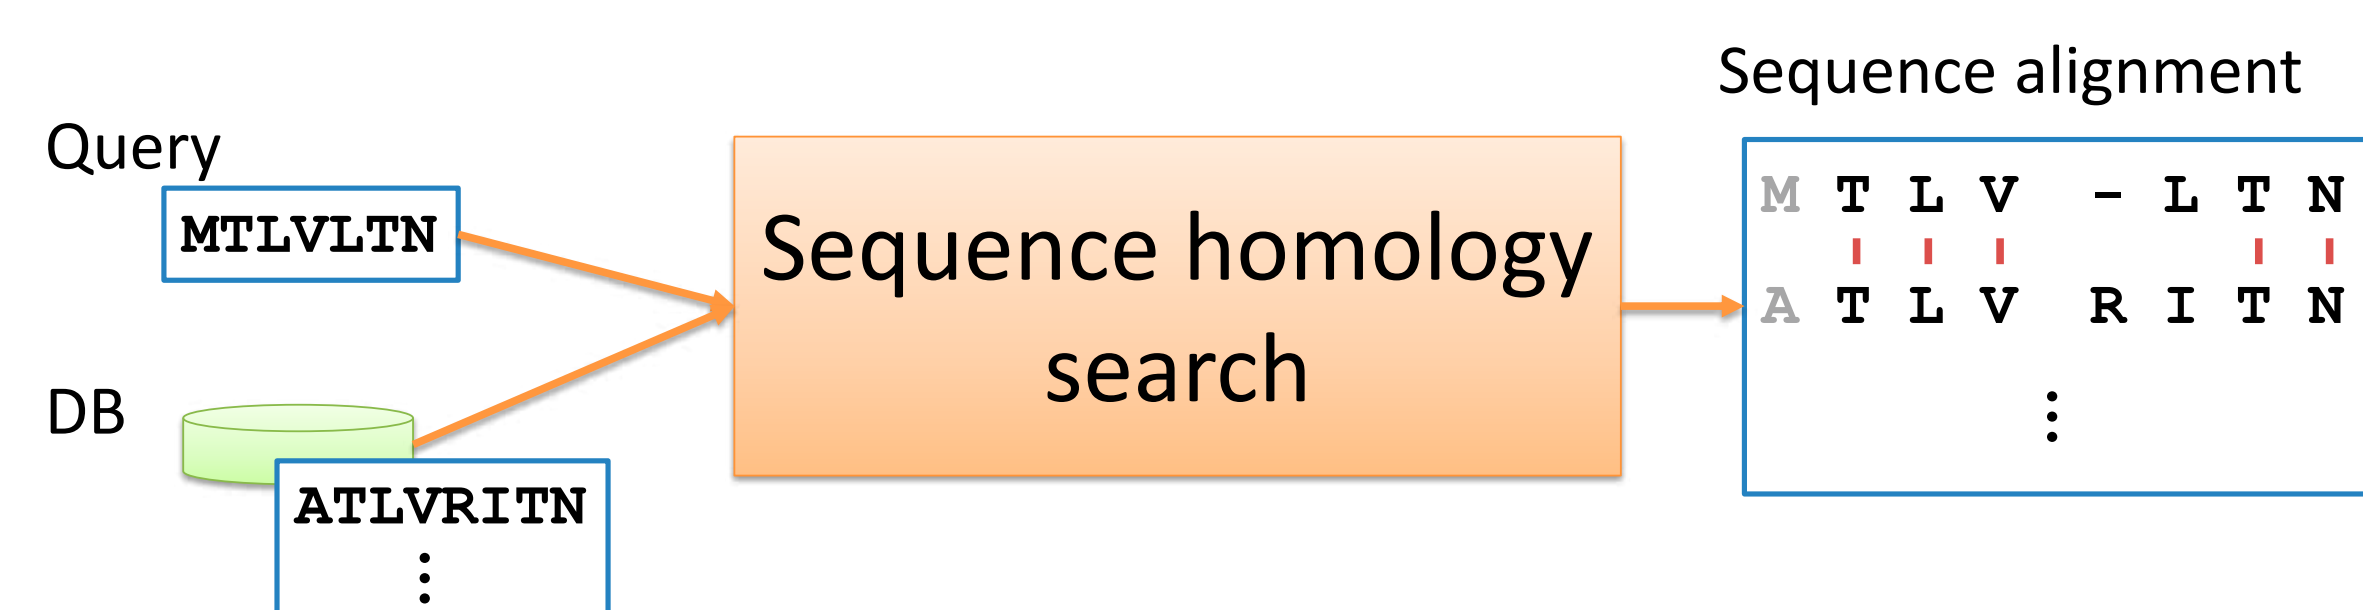 Query
MTLVLTN
DB
ATLVRITN
⋮
Sequence homology
search
Sequence alignment
M T L V - L T N
A T L V R I T N
⋮